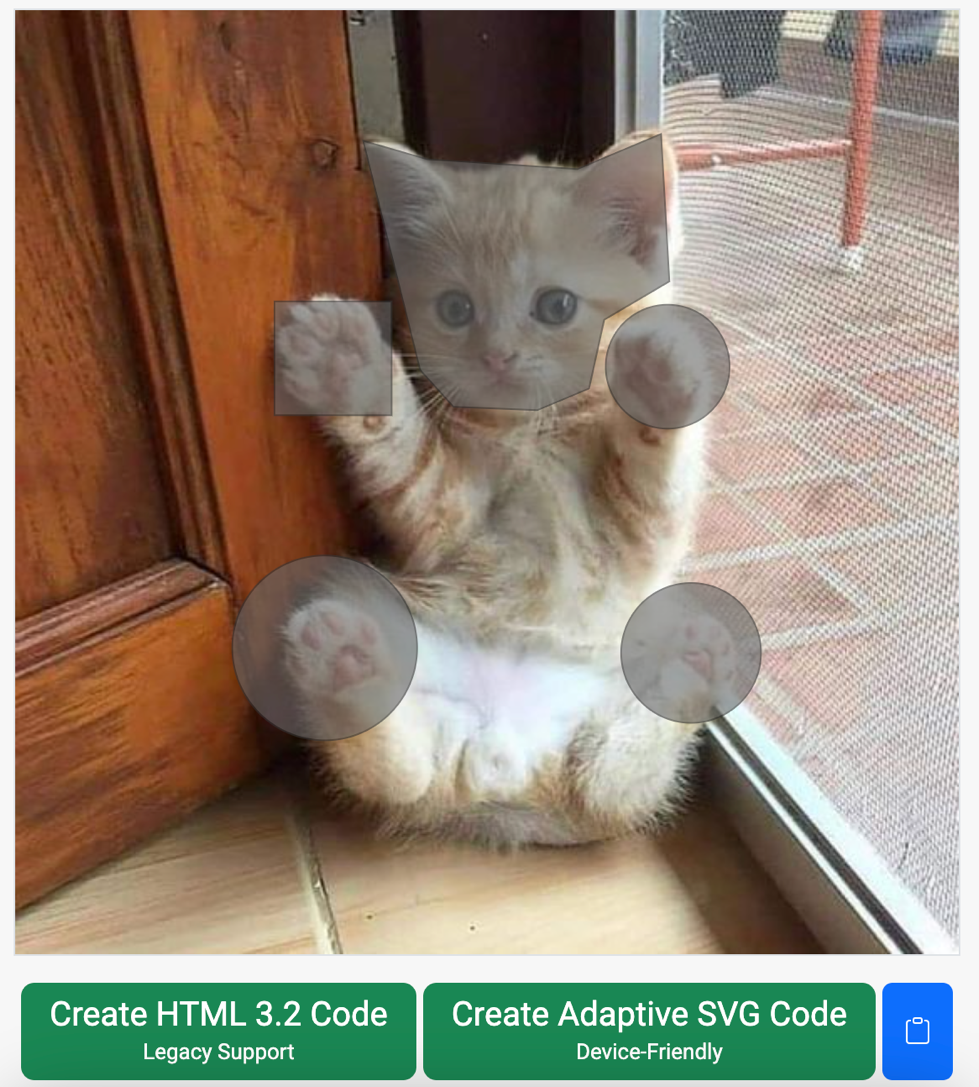 Create HTML 3.2 Code
Legacy Support
Create Adaptive SVG Code
Device-Friendly